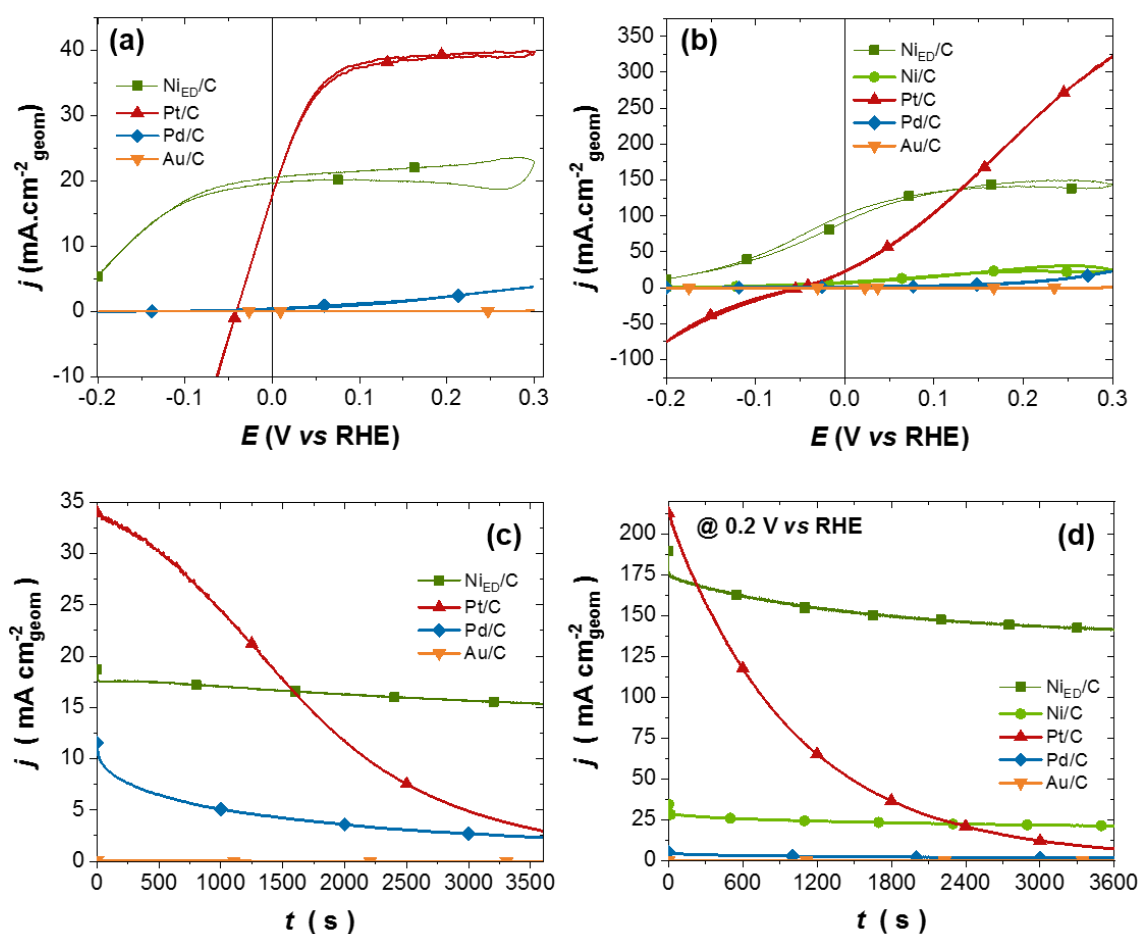 (a)
j (mA.cm⁻²geom)
40
30
20
10
0
-10
NiED/C
Pt/C
Pd/C
Au/C
-0.2 -0.1 0.0 0.1 0.2 0.3
E (V vs RHE)
(b)
j (mA.cm⁻²geom)
350
300
250
200
150
100
50
0
-50
-100
NiED/C
Ni/C
Pt/C
Pd/C
Au/C
-0.2 -0.1 0.0 0.1 0.2 0.3
E (V vs RHE)
(c)
j ( mA cm⁻²geom)
35
30
25
20
15
10
5
0
NiED/C
Pt/C
Pd/C
Au/C
0 500 1000 1500 2000 2500 3000 3500
t ( s )
@ 0.2 V vs RHE
(d)
j ( mA cm⁻²geom)
200
175
150
125
100
75
50
25
0
NiED/C
Ni/C
Pt/C
Pd/C
Au/C
0 600 1200 1800 2400 3000 3600
t ( s )